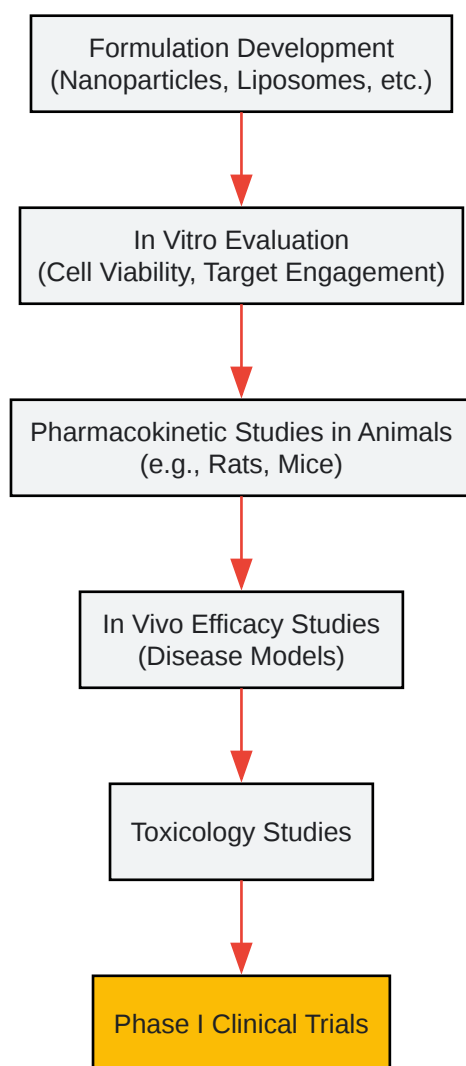 Formulation Development
(Nanoparticles, Liposomes, etc.)
In Vitro Evaluation
(Cell Viability, Target Engagement)
Pharmacokinetic Studies in Animals
(e.g., Rats, Mice)
In Vivo Efficacy Studies
(Disease Models)
Toxicology Studies
Phase I Clinical Trials